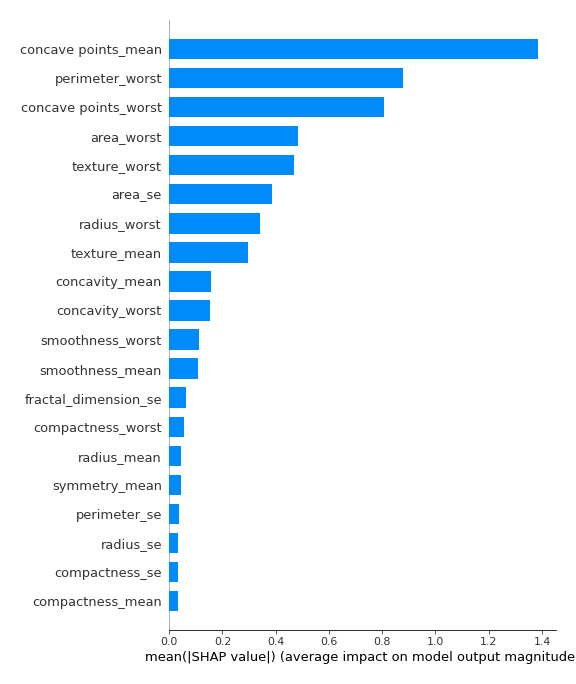 concave points_mean
perimeter_worst
concave points_worst
area_worst
texture_worst
area_se
radius_worst
texture_mean
concavity_mean
concavity_worst
smoothness_worst
smoothness_mean
fractal_dimension_se
compactness_worst
radius_mean
symmetry_mean
perimeter_se
radius_se
compactness_se
compactness_mean
0.0 0.2 0.4 0.6 0.8 1.0 1.2 1.4
mean(|SHAP value|) (average impact on model output magnitude